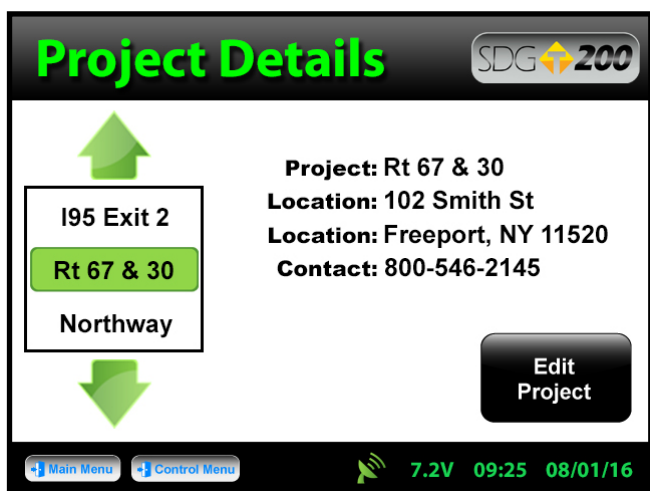 Project Details
SDG T 200
I95 Exit 2
Rt 67 & 30
Northway
Project: Rt 67 & 30
Location: 102 Smith St
Location: Freeport, NY 11520
Contact: 800-546-2145
Edit
Project
Main Menu
Control Menu
7.2V 09:25 08/01/16